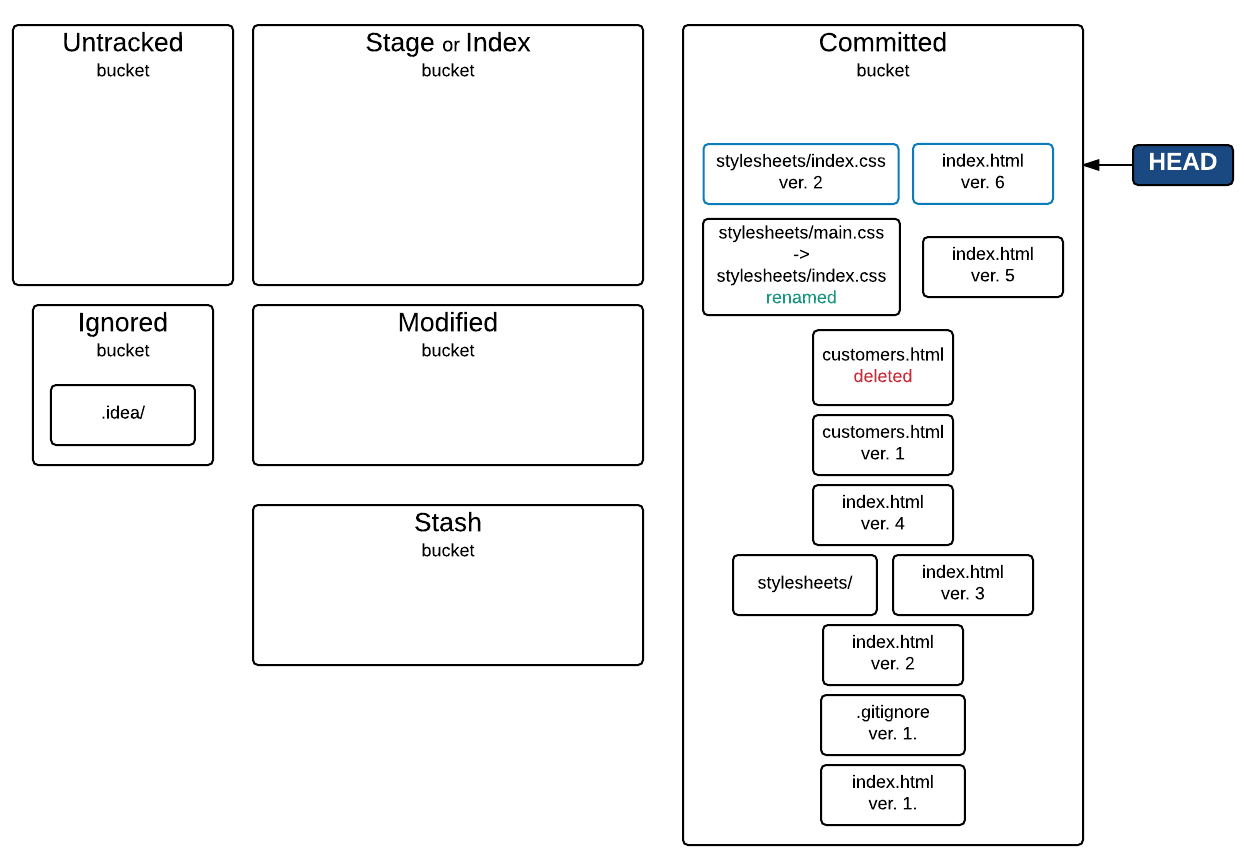 Untracked
bucket
Stage or Index
bucket
Committed
bucket
HEAD
stylesheets/index.css
ver. 2
index.html
ver. 6
stylesheets/main.css
->
stylesheets/index.css
renamed
index.html
ver. 5
Ignored
bucket
.idea/
Modified
bucket
customers.html
deleted
customers.html
ver. 1
index.html
ver. 4
Stash
bucket
stylesheets/
index.html
ver. 3
index.html
ver. 2
.gitignore
ver. 1.
index.html
ver. 1.